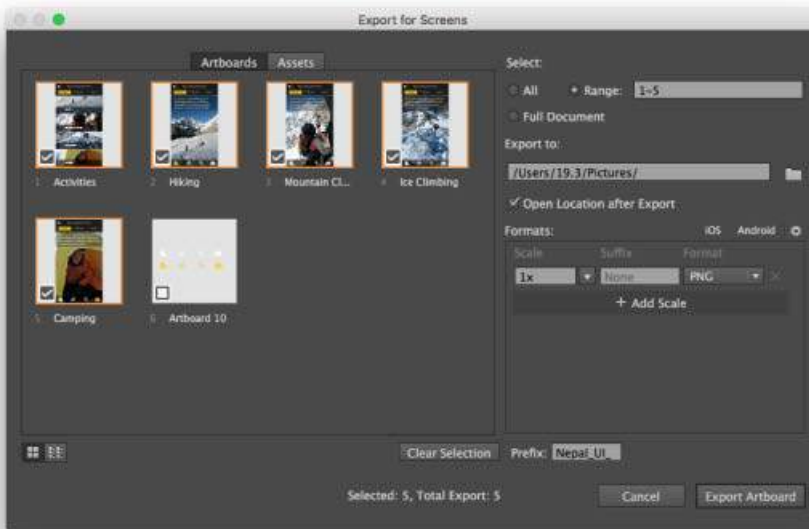 Export for Screens
Artboards Assets
1 Activities
2 Hiking
3 Mountain Cl...
4 Ice Climbing
5 Camping
6 Artboard 10
Clear Selection
Selected: 5, Total Export: 5
Select:
All Range: 1-5
Full Document
Export to:
/Users/19.3/Pictures/
Open Location after Export
Formats: iOS Android
Scale Suffix Format
1x None PNG
+ Add Scale
Prefix: Nepal_UI_
Cancel Export Artboard